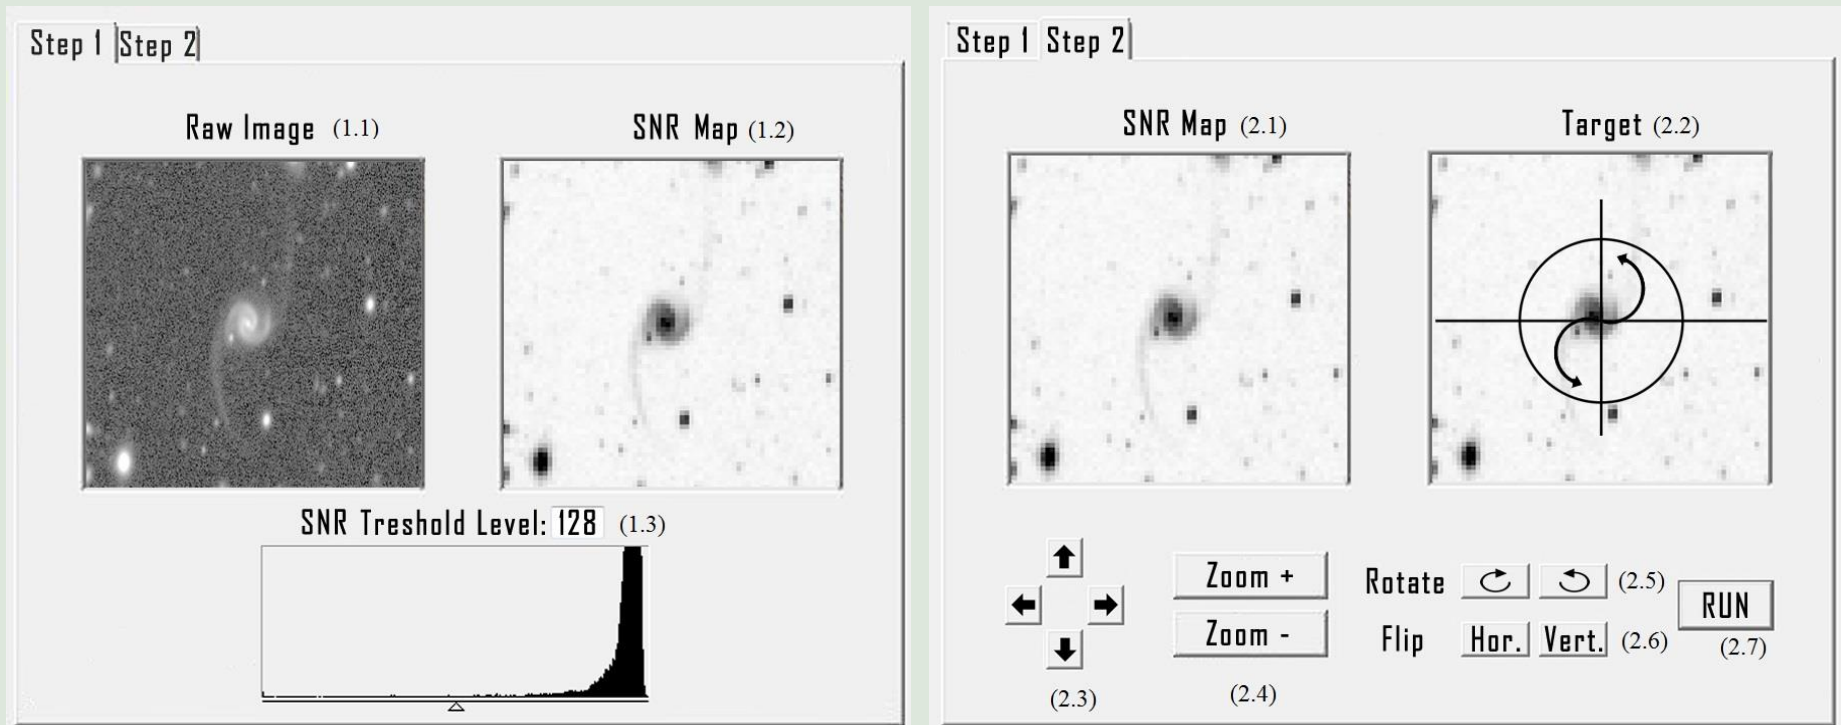 Step 1 Step 2
Raw Image (1.1)
SNR Map (1.2)
SNR Treshold Level: 128 (1.3)
Step 1 Step 2
SNR Map (2.1)
Target (2.2)
(2.3)
Zoom +
Zoom -
(2.4)
Rotate (2.5)
Flip Hor. Vert. (2.6)
RUN
(2.7)